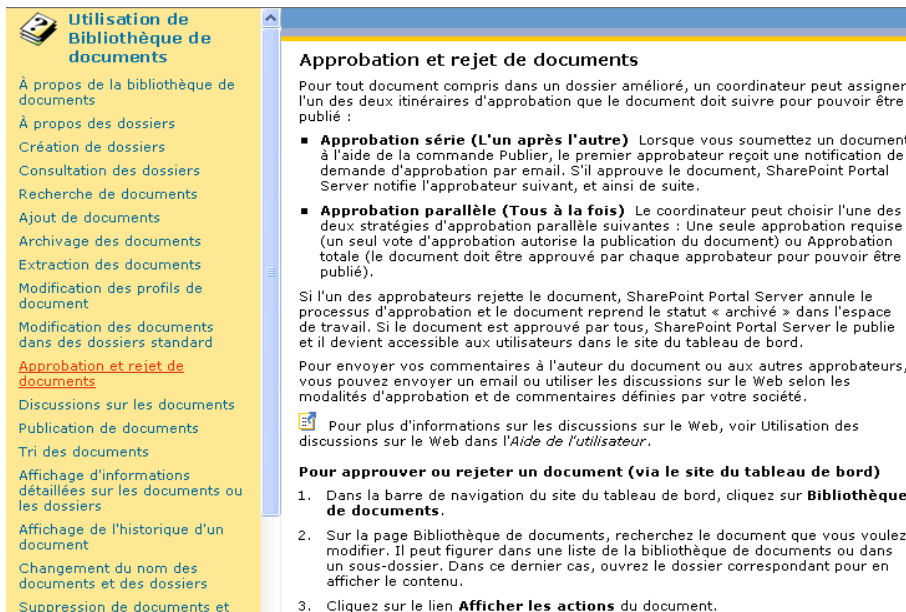 Utilisation de
Bibliothèque de
documents
À propos de la bibliothèque de
documents
À propos des dossiers
Création de dossiers
Consultation des dossiers
Recherche de documents
Ajout de documents
Archivage des documents
Extraction des documents
Modification des profils de
document
Modification des documents
dans des dossiers standard
Approbation et rejet de
documents
Discussions sur les documents
Publication de documents
Tri des documents
Affichage d'informations
détaillées sur les documents ou
les dossiers
Affichage de l'historique d'un
document
Changement du nom des
documents et des dossiers
Suppression de documents et
Approbation et rejet de documents
Pour tout document compris dans un dossier amélioré, un coordinateur peut assigner
l'un des deux itinéraires d'approbation que le document doit suivre pour pouvoir être
publié :
▪ Approbation série (L'un après l'autre) Lorsque vous soumettez un document
à l'aide de la commande Publier, le premier approbateur reçoit une notification de
demande d'approbation par email. S'il approuve le document, SharePoint Portal
Server notifie l'approbateur suivant, et ainsi de suite.
▪ Approbation parallèle (Tous à la fois) Le coordinateur peut choisir l'une des
deux stratégies d'approbation parallèle suivantes : Une seule approbation requise
(un seul vote d'approbation autorise la publication du document) ou Approbation
totale (le document doit être approuvé par chaque approbateur pour pouvoir être
publié).
Si l'un des approbateurs rejette le document, SharePoint Portal Server annule le
processus d'approbation et le document reprend le statut « archivé » dans l'espace
de travail. Si le document est approuvé par tous, SharePoint Portal Server le publie
et il devient accessible aux utilisateurs dans le site du tableau de bord.
Pour envoyer vos commentaires à l'auteur du document ou aux autres approbateurs,
vous pouvez envoyer un email ou utiliser les discussions sur le Web selon les
modalités d'approbation et de commentaires définies par votre société.
Pour plus d'informations sur les discussions sur le Web, voir Utilisation des
discussions sur le Web dans l'Aide de l'utilisateur.
Pour approuver ou rejeter un document (via le site du tableau de bord)
1. Dans la barre de navigation du site du tableau de bord, cliquez sur Bibliothèque
de documents.
2. Sur la page Bibliothèque de documents, recherchez le document que vous voulez
modifier. Il peut figurer dans une liste de la bibliothèque de documents ou dans
un sous-dossier. Dans ce dernier cas, ouvrez le dossier correspondant pour en
afficher le contenu.
3. Cliquez sur le lien Afficher les actions du document.